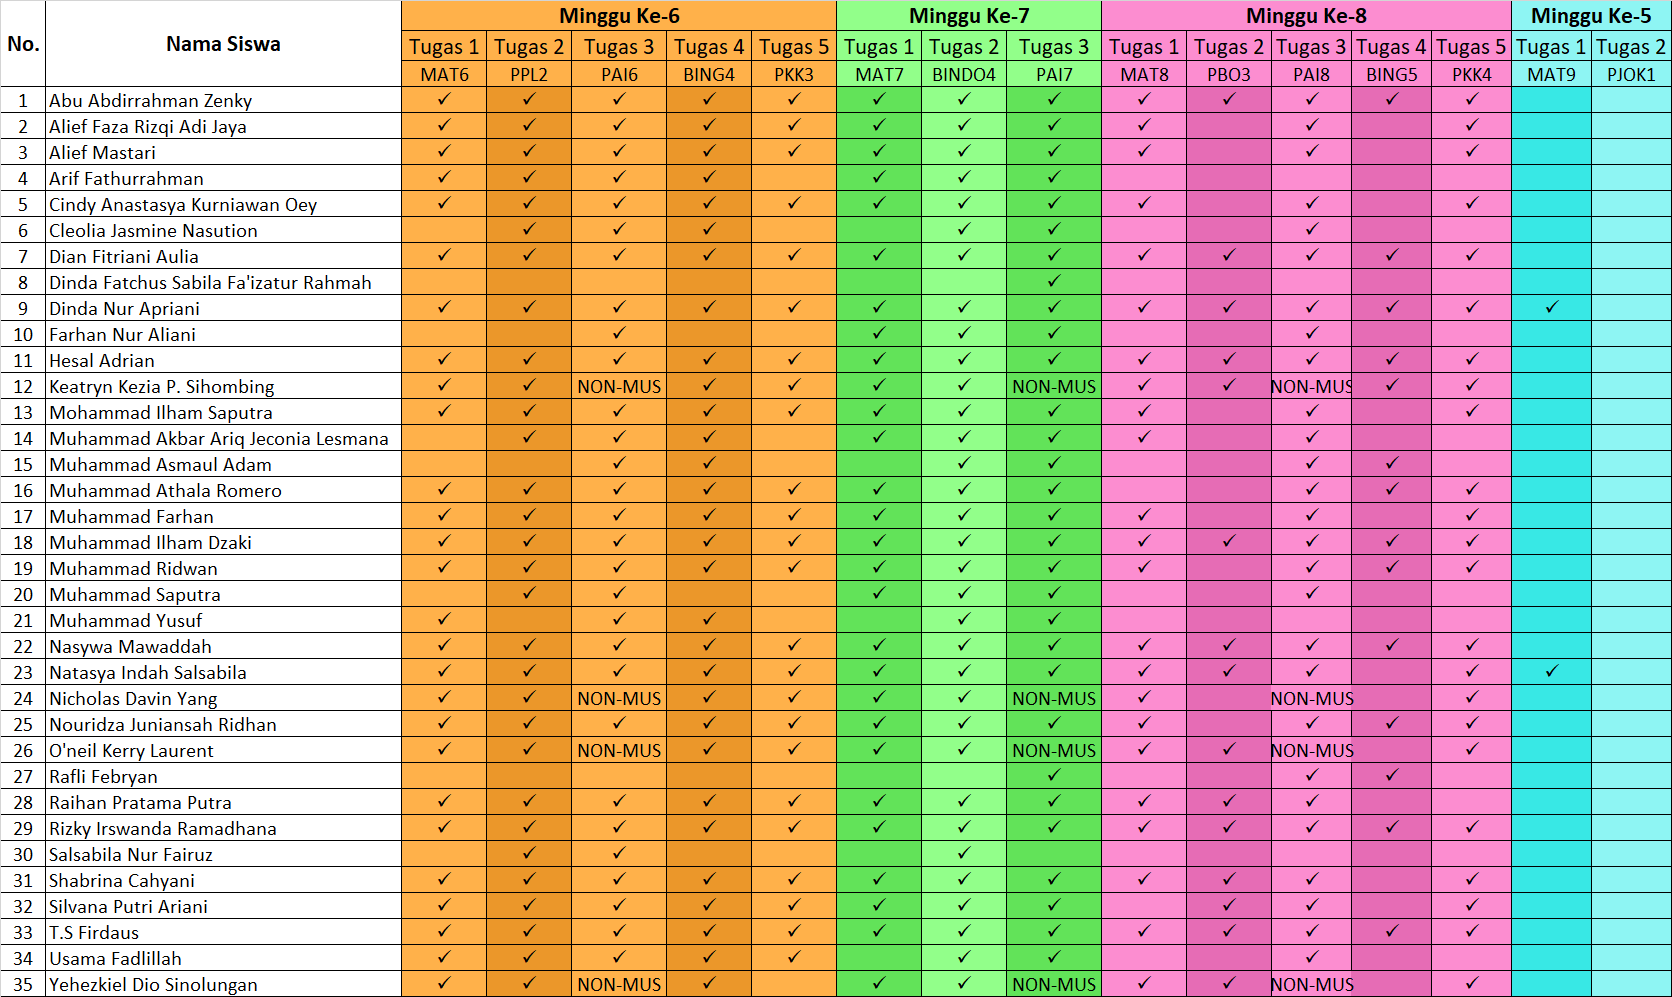 No. Nama Siswa Minggu Ke-6 Minggu Ke-7 Minggu Ke-8 Minggu Ke-5
Tugas 1 Tugas 2 Tugas 3 Tugas 4 Tugas 5 Tugas 1 Tugas 2 Tugas 3 Tugas 1 Tugas 2 Tugas 3 Tugas 4 Tugas 5 Tugas 1 Tugas 2
MAT6 PPL2 PAI6 BING4 PKK3 MAT7 BINDO4 PAI7 MAT8 PBO3 PAI8 BING5 PKK4 MAT9 PJOK1
1 Abu Abdirrahman Zenky ✓ ✓ ✓ ✓ ✓ ✓ ✓ ✓ ✓ ✓ ✓ ✓ ✓
2 Alief Faza Rizqi Adi Jaya ✓ ✓ ✓ ✓ ✓ ✓ ✓ ✓ ✓ ✓ ✓
3 Alief Mastari ✓ ✓ ✓ ✓ ✓ ✓ ✓ ✓ ✓ ✓ ✓
4 Arif Fathurrahman ✓ ✓ ✓ ✓ ✓ ✓ ✓
5 Cindy Anastasya Kurniawan Oey ✓ ✓ ✓ ✓ ✓ ✓ ✓ ✓ ✓ ✓ ✓
6 Cleolia Jasmine Nasution ✓ ✓ ✓ ✓ ✓ ✓
7 Dian Fitriani Aulia ✓ ✓ ✓ ✓ ✓ ✓ ✓ ✓ ✓ ✓ ✓ ✓ ✓
8 Dinda Fatchus Sabila Fa'izatur Rahmah ✓
9 Dinda Nur Apriani ✓ ✓ ✓ ✓ ✓ ✓ ✓ ✓ ✓ ✓ ✓ ✓ ✓ ✓
10 Farhan Nur Aliani ✓ ✓ ✓ ✓ ✓
11 Hesal Adrian ✓ ✓ ✓ ✓ ✓ ✓ ✓ ✓ ✓ ✓ ✓ ✓ ✓
12 Keatryn Kezia P. Sihombing ✓ ✓ NON-MUS ✓ ✓ ✓ ✓ NON-MUS ✓ ✓ NON-MUS ✓ ✓
13 Mohammad Ilham Saputra ✓ ✓ ✓ ✓ ✓ ✓ ✓ ✓ ✓ ✓ ✓
14 Muhammad Akbar Ariq Jeconia Lesmana ✓ ✓ ✓ ✓ ✓ ✓ ✓ ✓
15 Muhammad Asmaul Adam ✓ ✓ ✓ ✓ ✓ ✓
16 Muhammad Athala Romero ✓ ✓ ✓ ✓ ✓ ✓ ✓ ✓ ✓ ✓ ✓
17 Muhammad Farhan ✓ ✓ ✓ ✓ ✓ ✓ ✓ ✓ ✓ ✓ ✓
18 Muhammad Ilham Dzaki ✓ ✓ ✓ ✓ ✓ ✓ ✓ ✓ ✓ ✓ ✓ ✓ ✓
19 Muhammad Ridwan ✓ ✓ ✓ ✓ ✓ ✓ ✓ ✓ ✓ ✓ ✓ ✓
20 Muhammad Saputra ✓ ✓ ✓ ✓ ✓ ✓
21 Muhammad Yusuf ✓ ✓ ✓ ✓ ✓
22 Nasywa Mawaddah ✓ ✓ ✓ ✓ ✓ ✓ ✓ ✓ ✓ ✓ ✓ ✓ ✓
23 Natasya Indah Salsabila ✓ ✓ ✓ ✓ ✓ ✓ ✓ ✓ ✓ ✓ ✓ ✓ ✓
24 Nicholas Davin Yang ✓ ✓ NON-MUS ✓ ✓ ✓ ✓ NON-MUS ✓ NON-MUS ✓
25 Nouridza Juniansah Ridhan ✓ ✓ ✓ ✓ ✓ ✓ ✓ ✓ ✓ ✓ ✓ ✓
26 O'neil Kerry Laurent ✓ ✓ NON-MUS ✓ ✓ ✓ ✓ NON-MUS ✓ ✓ NON-MUS ✓
27 Rafli Febryan ✓ ✓ ✓
28 Raihan Pratama Putra ✓ ✓ ✓ ✓ ✓ ✓ ✓ ✓ ✓ ✓ ✓
29 Rizky Irswanda Ramadhana ✓ ✓ ✓ ✓ ✓ ✓ ✓ ✓ ✓ ✓ ✓ ✓ ✓
30 Salsabila Nur Fairuz ✓ ✓ ✓
31 Shabrina Cahyani ✓ ✓ ✓ ✓ ✓ ✓ ✓ ✓ ✓ ✓ ✓ ✓
32 Silvana Putri Ariani ✓ ✓ ✓ ✓ ✓ ✓ ✓ ✓ ✓ ✓ ✓
33 T.S Firdaus ✓ ✓ ✓ ✓ ✓ ✓ ✓ ✓ ✓ ✓ ✓ ✓ ✓
34 Usama Fadlillah ✓ ✓ ✓ ✓ ✓ ✓ ✓ ✓
35 Yehezkiel Dio Sinolungan ✓ ✓ NON-MUS ✓ ✓ ✓ NON-MUS ✓ ✓ NON-MUS ✓